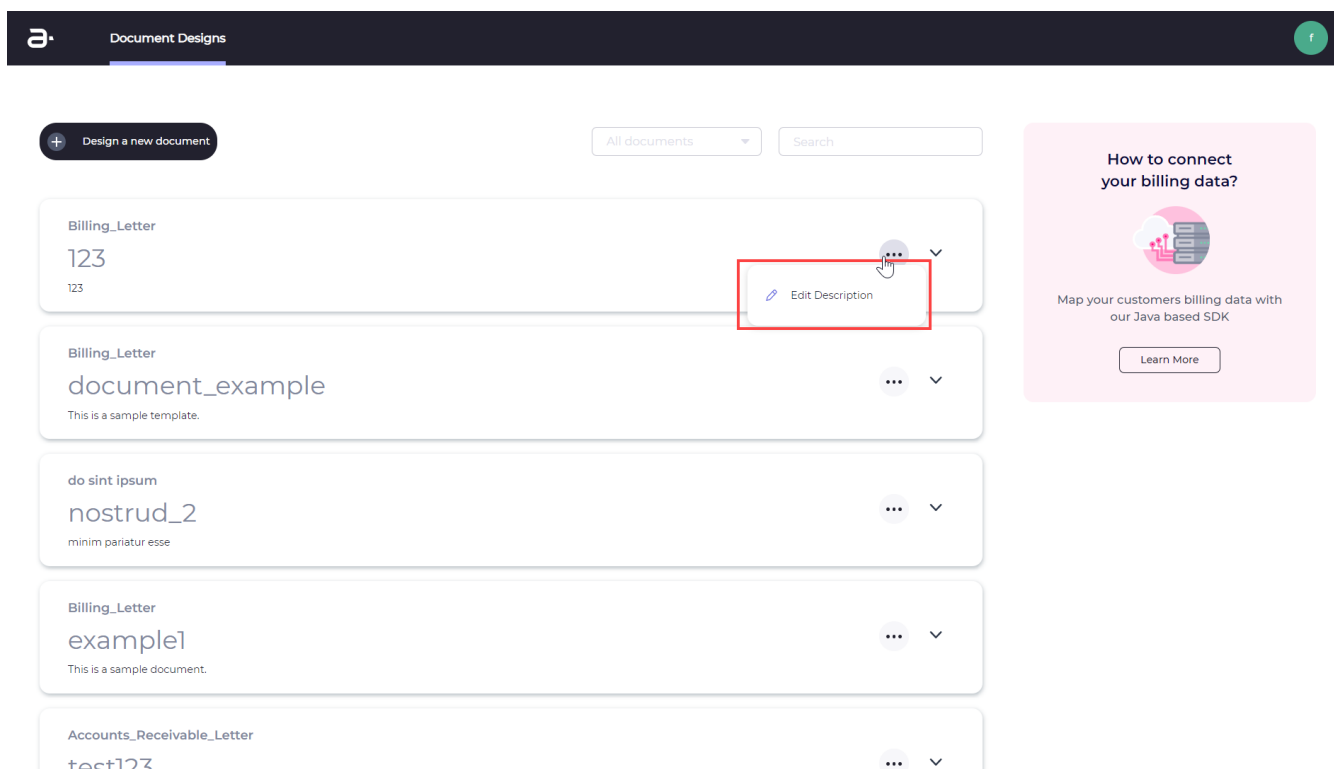 a.
Document Designs
f
Design a new document
All documents
Search
Billing_Letter
123
123
Edit Description
Billing_Letter
document_example
This is a sample template.
do sint ipsum
nostrud_2
minim pariatur esse
Billing_Letter
example1
This is a sample document.
Accounts_Receivable_Letter
test123
How to connect
your billing data?
Map your customers billing data with
our Java based SDK
Learn More